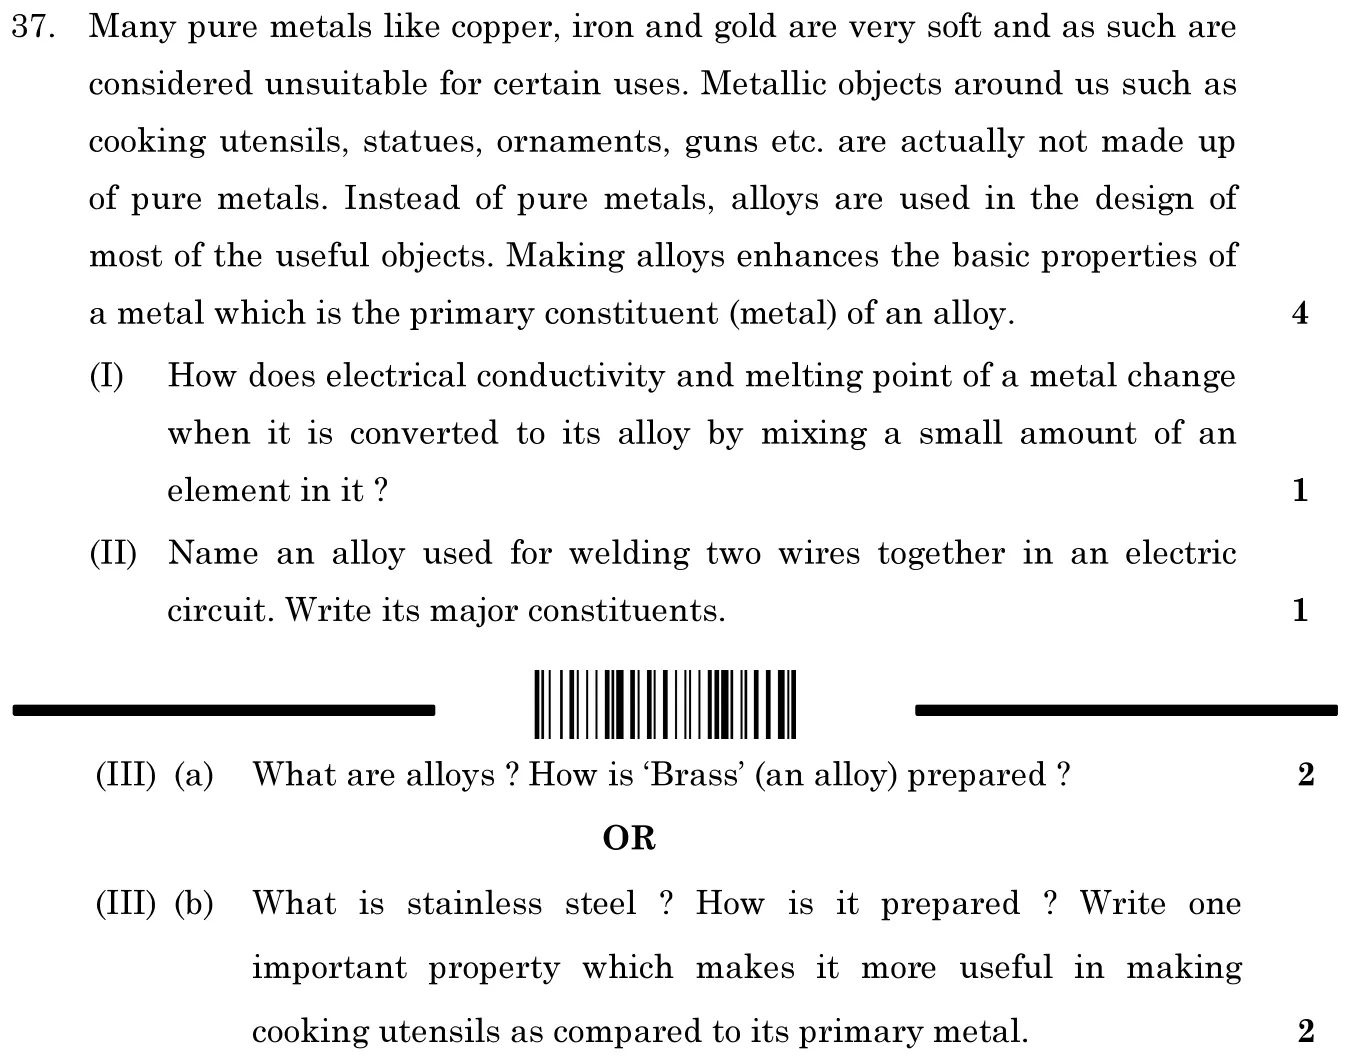 37. Many pure metals like copper, iron and gold are very soft and as such are
considered unsuitable for certain uses. Metallic objects around us such as
cooking utensils, statues, ornaments, guns etc. are actually not made up
of pure metals. Instead of pure metals, alloys are used in the design of
most of the useful objects. Making alloys enhances the basic properties of
a metal which is the primary constituent (metal) of an alloy. 4
(I) How does electrical conductivity and melting point of a metal change
when it is converted to its alloy by mixing a small amount of an
element in it ? 1
(II) Name an alloy used for welding two wires together in an electric
circuit. Write its major constituents. 1
(III) (a) What are alloys ? How is ‘Brass’ (an alloy) prepared ? 2
OR
(III) (b) What is stainless steel ? How is it prepared ? Write one
important property which makes it more useful in making
cooking utensils as compared to its primary metal. 2